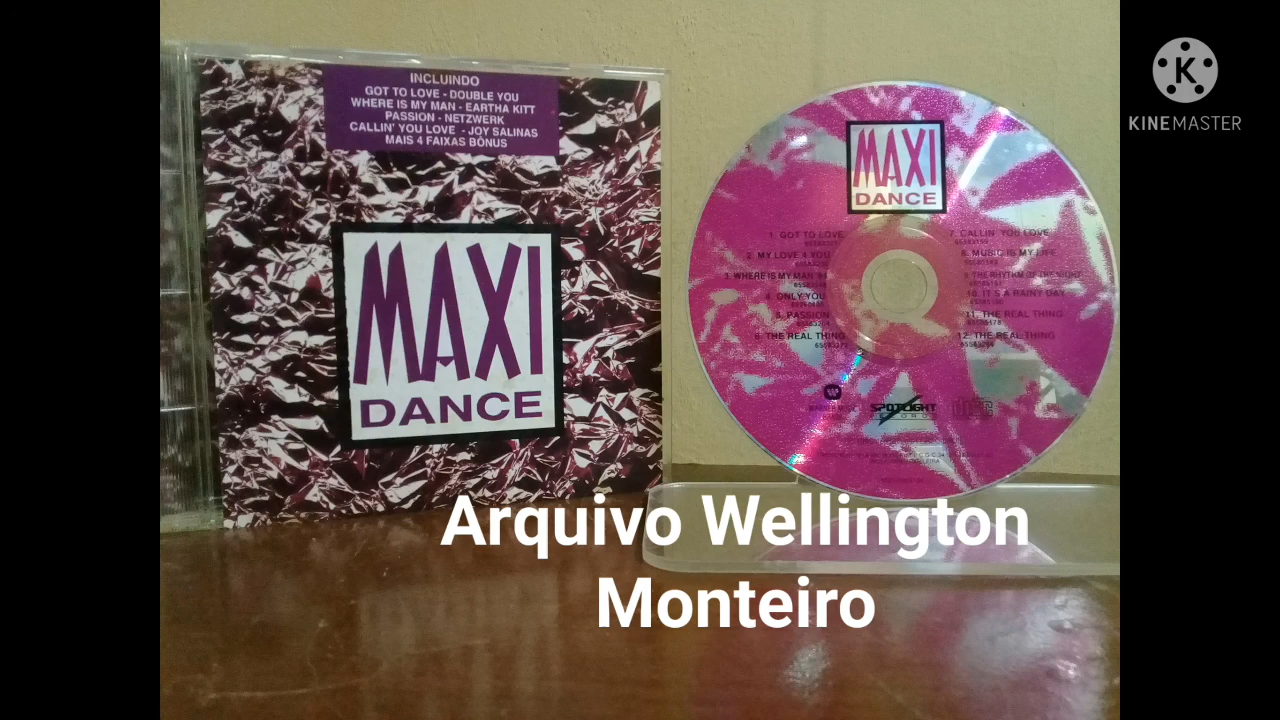 INCLUINDO
GOT TO LOVE - DOUBLE YOU
WHERE IS MY MAN - EARTHA KITT
PASSION - NETZWERK
CALLIN' YOU LOVE - JOY SALINAS
MAIS 4 FAIXAS BÔNUS
MAXI
DANCE
MAXI
DANCE
1. GOT TO LOVE
2. MY LOVE 4 YOU
3. WHERE IS MY MAN
4. ONLY YOU
5. PASSION
6. THE REAL THING
7. CALLIN' YOU LOVE
8. MUSIC IS MY LIFE
9. THE RHYTHM OF THE NIGHT
10. IT'S A RAINY DAY
11. THE REAL THING
12. THE REAL THING
WARNER MUSIC
SPOTLIGHT
RECORDS
K
KINEMASTER
Arquivo Wellington
Monteiro